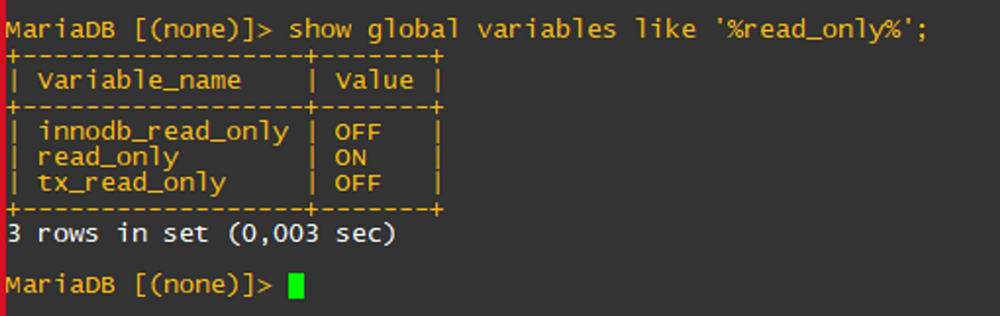 MariaDB [(none)]> show global variables like '%read_only%';
+------------------+-------+
| Variable_name    | Value |
+------------------+-------+
| innodb_read_only | OFF   |
| read_only        | ON    |
| tx_read_only     | OFF   |
+------------------+-------+
3 rows in set (0,003 sec)
MariaDB [(none)]>